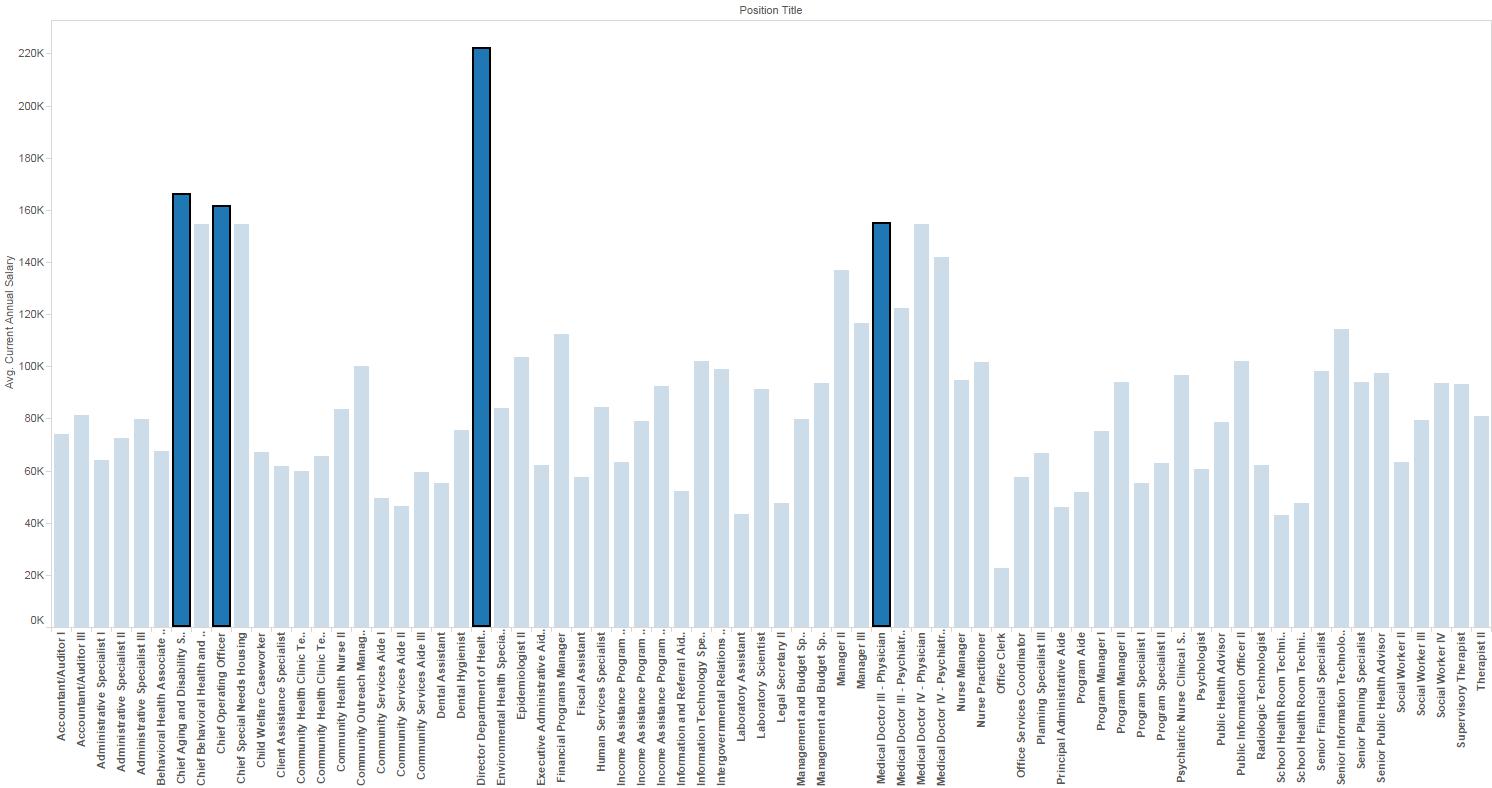 Position Title
Avg. Current Annual Salary
220K
200K
180K
160K
140K
120K
100K
80K
60K
40K
20K
0K
Accountant/Auditor I
Accountant/Auditor III
Administrative Specialist I
Administrative Specialist II
Administrative Specialist III
Behavioral Health Associate ..
Chief Aging and Disability S..
Chief Behavioral Health and ..
Chief Operating Officer
Chief Special Needs Housing
Child Welfare Caseworker
Client Assistance Specialist
Community Health Clinic Te..
Community Health Clinic Te..
Community Health Nurse II
Community Outreach Manag..
Community Services Aide I
Community Services Aide II
Community Services Aide III
Dental Assistant
Dental Hygienist
Director Department of Healt..
Environmental Health Specia..
Epidemiologist II
Executive Administrative Aid..
Financial Programs Manager
Fiscal Assistant
Human Services Specialist
Income Assistance Program ..
Income Assistance Program ..
Income Assistance Program ..
Information and Referral Aid..
Information Technology Spe..
Intergovernmental Relations ..
Laboratory Assistant
Laboratory Scientist
Legal Secretary II
Management and Budget Sp..
Management and Budget Sp..
Manager II
Manager III
Medical Doctor III - Physician
Medical Doctor III - Psychiatr..
Medical Doctor IV - Physician
Medical Doctor IV - Psychiatr..
Nurse Manager
Nurse Practitioner
Office Clerk
Office Services Coordinator
Planning Specialist III
Principal Administrative Aide
Program Aide
Program Manager I
Program Manager II
Program Specialist I
Program Specialist II
Psychiatric Nurse Clinical S..
Psychologist
Public Health Advisor
Public Information Officer II
Radiologic Technologist
School Health Room Techni..
School Health Room Techni..
Senior Financial Specialist
Senior Information Technolo..
Senior Planning Specialist
Senior Public Health Advisor
Social Worker II
Social Worker III
Social Worker IV
Supervisory Therapist
Therapist II